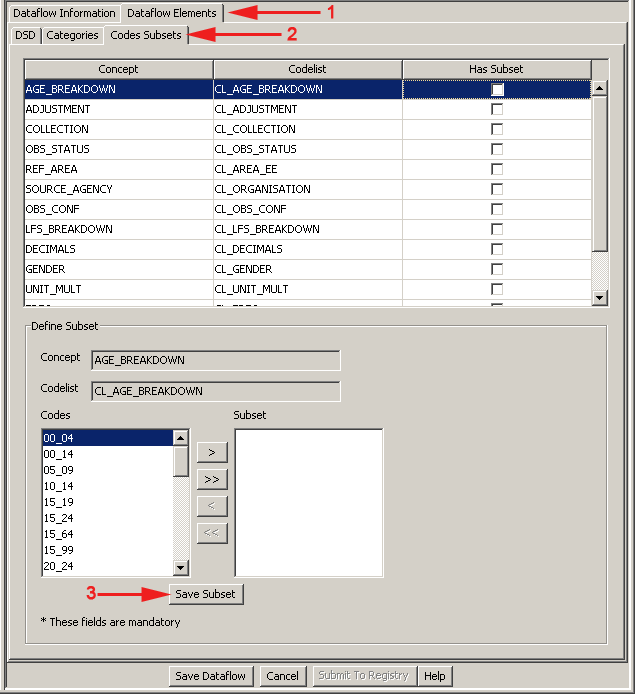 Dataflow Information Dataflow Elements 1
DSD Categories Codes Subsets 2
Concept Codelist Has Subset
AGE_BREAKDOWN CL_AGE_BREAKDOWN
ADJUSTMENT CL_ADJUSTMENT
COLLECTION CL_COLLECTION
OBS_STATUS CL_OBS_STATUS
REF_AREA CL_AREA_EE
SOURCE_AGENCY CL_ORGANISATION
OBS_CONF CL_OBS_CONF
LFS_BREAKDOWN CL_LFS_BREAKDOWN
DECIMALS CL_DECIMALS
GENDER CL_GENDER
UNIT_MULT CL_UNIT_MULT
Define Subset
Concept AGE_BREAKDOWN
Codelist CL_AGE_BREAKDOWN
Codes Subset
00_04
00_14
05_09
10_14
15_19
15_24
15_64
15_99
20_24
>
>>
<
<<
3 Save Subset
* These fields are mandatory
Save Dataflow Cancel Submit To Registry Help